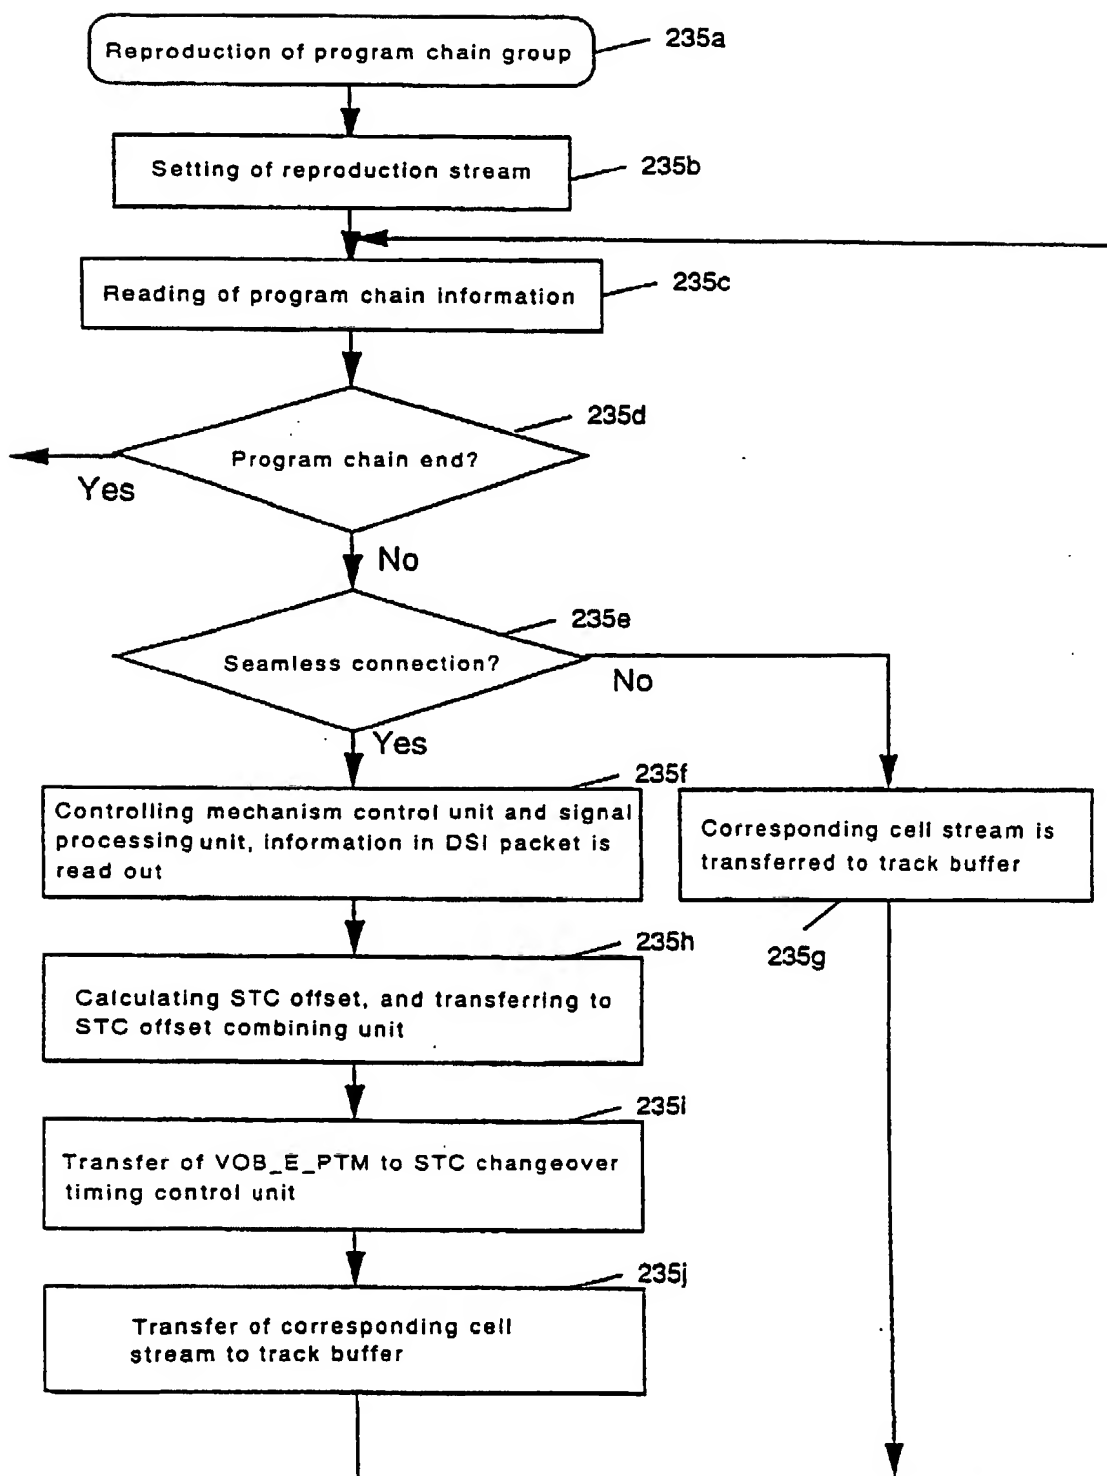 Reproduction of program chain group
235a
Setting of reproduction stream
235b
Reading of program chain information
235c
235d
Program chain end?
Yes
No
235e
Seamless connection?
No
Yes
235f
Controlling mechanism control unit and signal
processing unit, information in DSI packet is
read out
Corresponding cell stream is
transferred to track buffer
235g
235h
Calculating STC offset, and transferring to
STC offset combining unit
235i
Transfer of VOB_E_PTM to STC changeover
timing control unit
235j
Transfer of corresponding cell
stream to track buffer